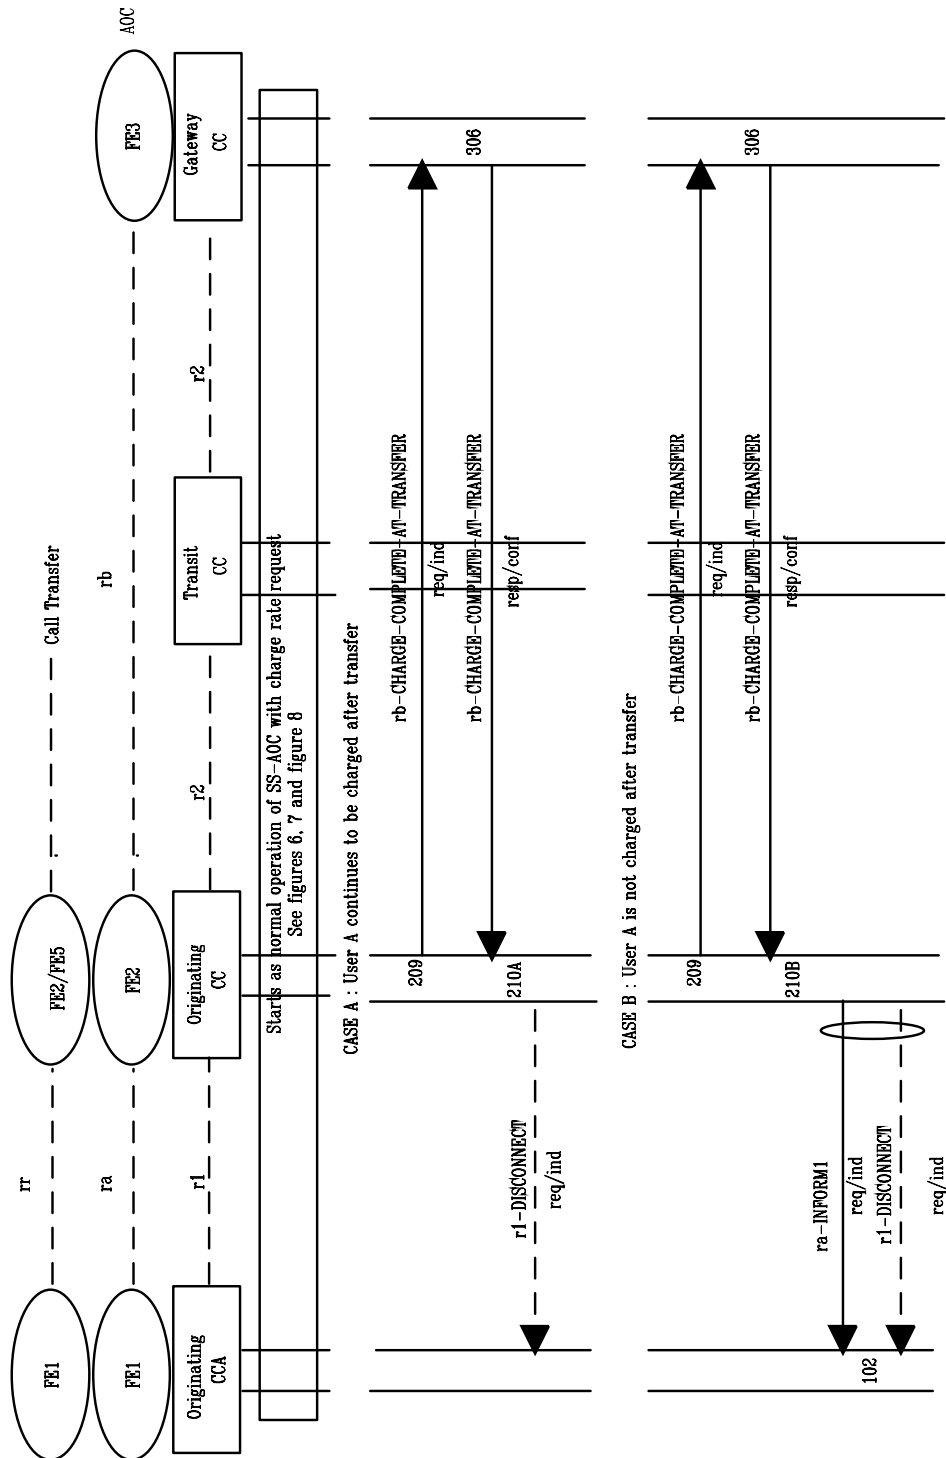 Call Transfer
AOC
FE1
rr
FE2/FE5
FE1
ra
FE2
rb
FE3
Originating
CCA
r1
Originating
CC
r2
Transit
CC
r2
Gateway
CC
Starts as normal operation of SS-AOC with charge rate request
See figures 6, 7 and figure 8
CASE A : User A continues to be charged after transfer
rb-CHARGE-COMPLETE-AT-TRANSFER
209
req/ind
rb-CHARGE-COMPLETE-AT-TRANSFER
306
210A
resp/conf
r1-DISCONNECT
req/ind
CASE B : User A is not charged after transfer
rb-CHARGE-COMPLETE-AT-TRANSFER
209
req/ind
rb-CHARGE-COMPLETE-AT-TRANSFER
306
210B
resp/conf
ra-INFORM1
req/ind
102
r1-DISCONNECT
req/ind